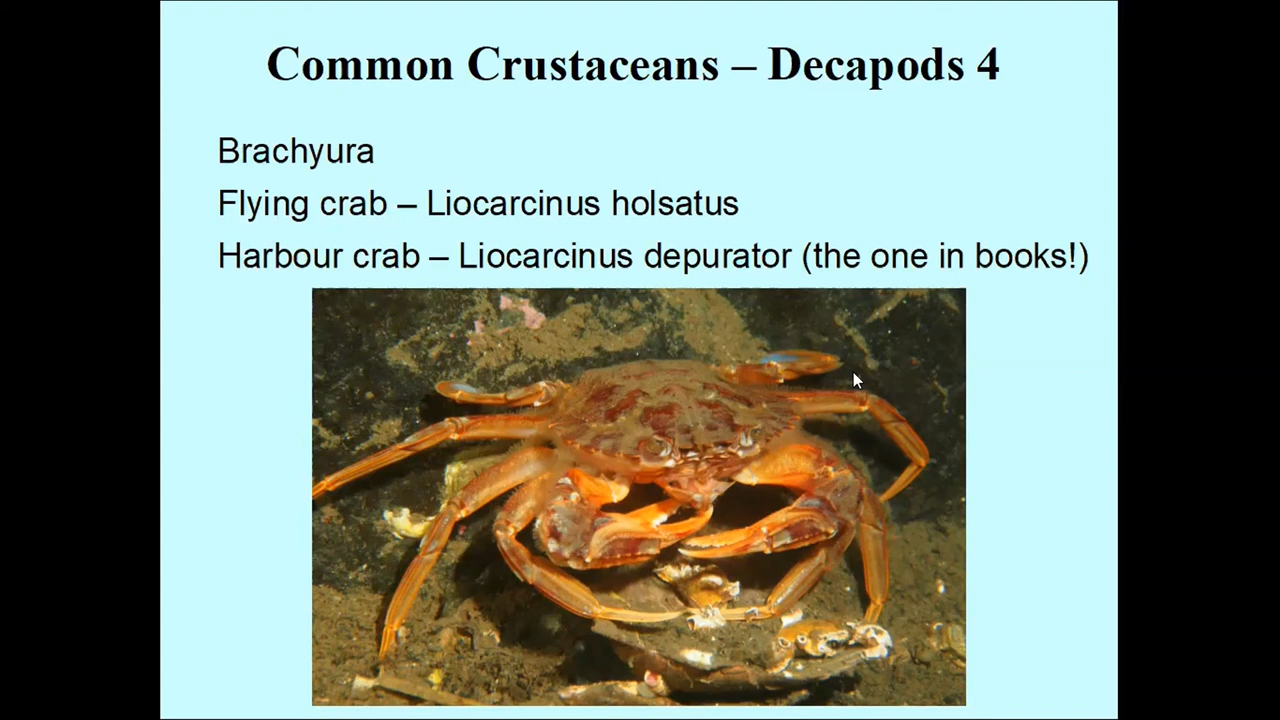 Common Crustaceans – Decapods 4
Brachyura
Flying crab – Liocarcinus holsatus
Harbour crab – Liocarcinus depurator (the one in books!)